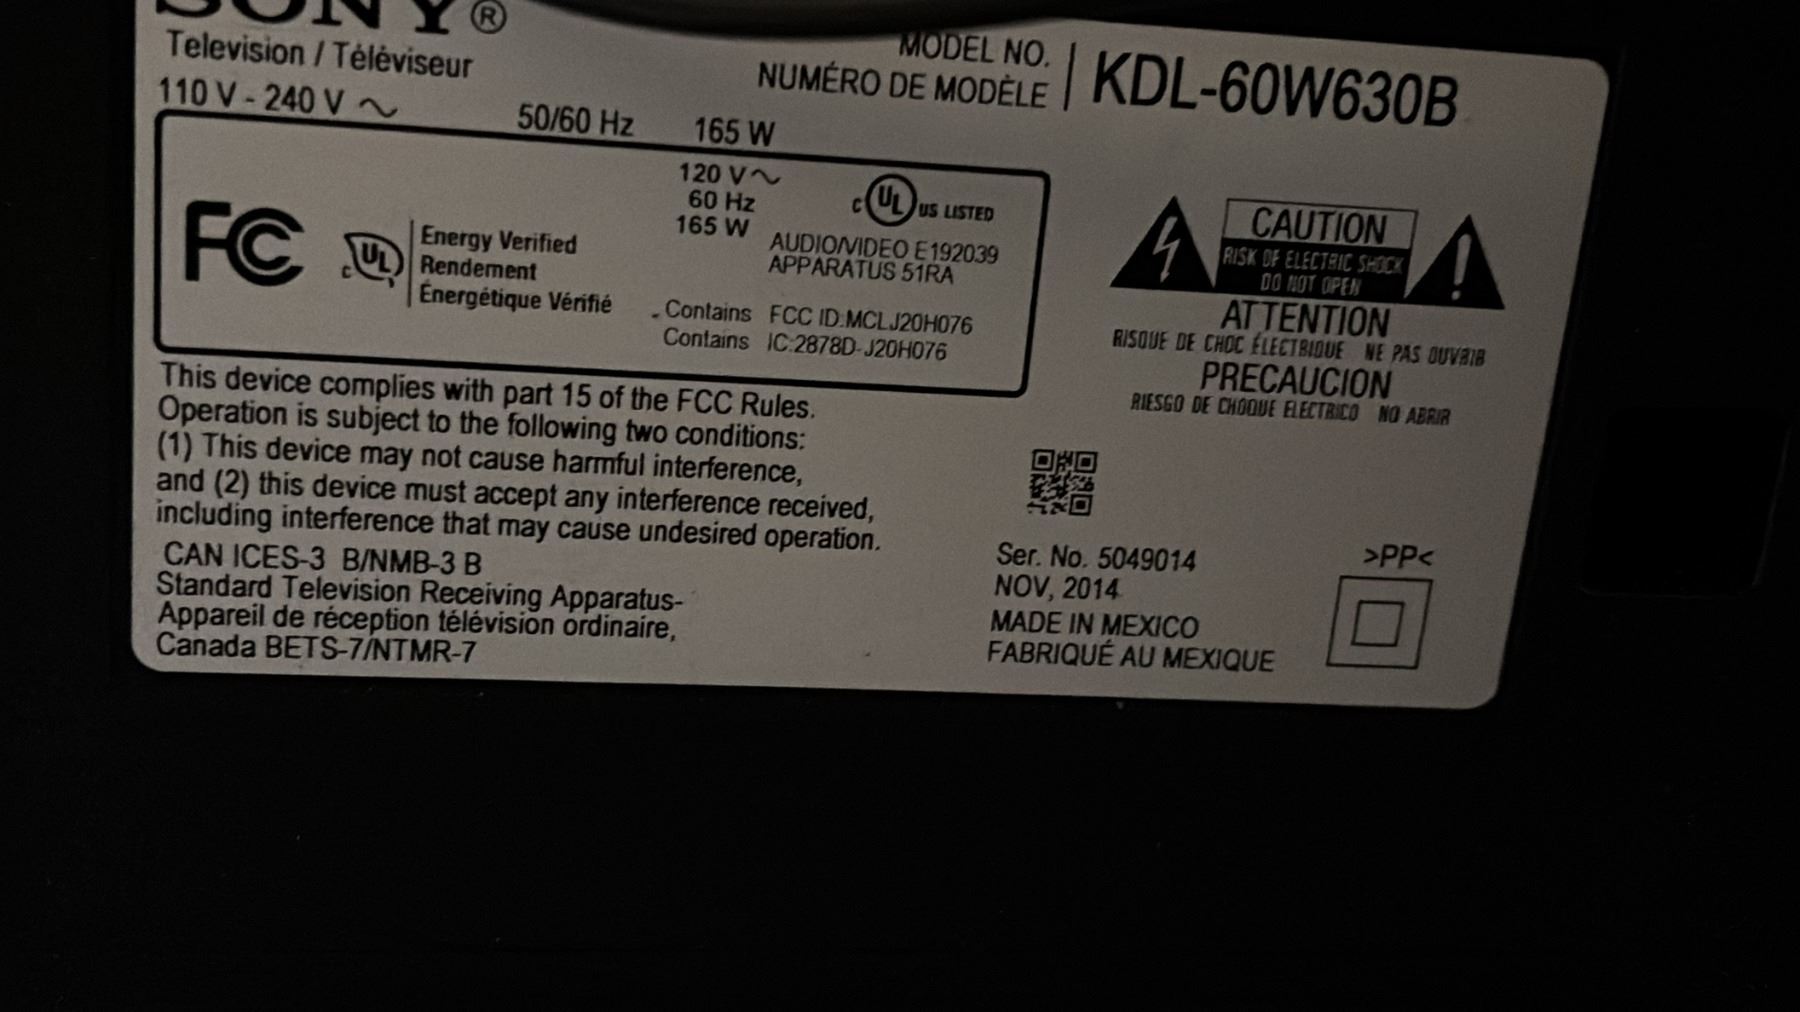 SONY®
Television / Téléviseur
MODEL NO.
NUMÉRO DE MODÈLE
KDL-60W630B
110 V - 240 V ~ 50/60 Hz 165 W
120 V~
60 Hz
165 W
FC
c UL us LISTED
c UL
Energy Verified
Rendement
Énergétique Vérifié
AUDIO/VIDEO E192039
APPARATUS 51RA
Contains FCC ID:MCLJ20H076
Contains IC:2878D-J20H076
CAUTION
RISK OF ELECTRIC SHOCK
DO NOT OPEN
ATTENTION
RISQUE DE CHOC ÉLECTRIQUE NE PAS OUVRIR
PRECAUCION
RIESGO DE CHOQUE ELECTRICO NO ABRIR
This device complies with part 15 of the FCC Rules.
Operation is subject to the following two conditions:
(1) This device may not cause harmful interference,
and (2) this device must accept any interference received,
including interference that may cause undesired operation.
CAN ICES-3 B/NMB-3 B
Standard Television Receiving Apparatus-
Appareil de réception télévision ordinaire,
Canada BETS-7/NTMR-7
Ser. No. 5049014
NOV, 2014
MADE IN MEXICO
FABRIQUÉ AU MEXIQUE
>PP<